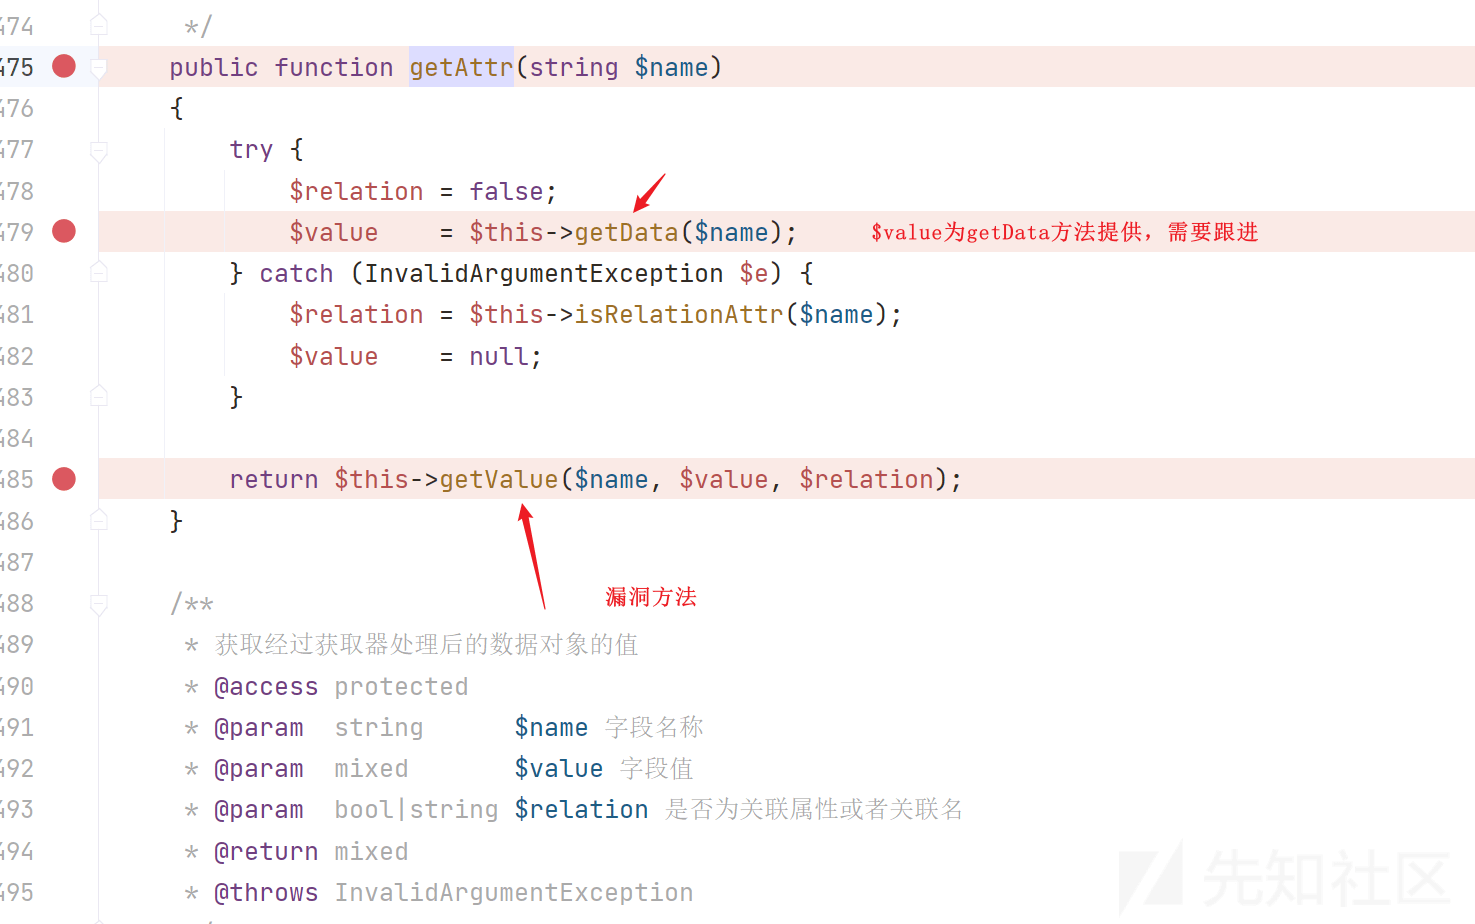 474 */
475 public function getAttr(string $name)
476 {
477 try {
478 $relation = false;
479 $value = $this->getData($name); $value为getData方法提供，需要跟进
480 } catch (InvalidArgumentException $e) {
481 $relation = $this->isRelationAttr($name);
482 $value = null;
483 }
484
485 return $this->getValue($name, $value, $relation);
486 }
487
漏洞方法
488 /**
489 * 获取经过获取器处理后的数据对象的值
490 * @access protected
491 * @param string $name 字段名称
492 * @param mixed $value 字段值
493 * @param bool|string $relation 是否为关联属性或者关联名
494 * @return mixed
495 * @throws InvalidArgumentException
先知社区